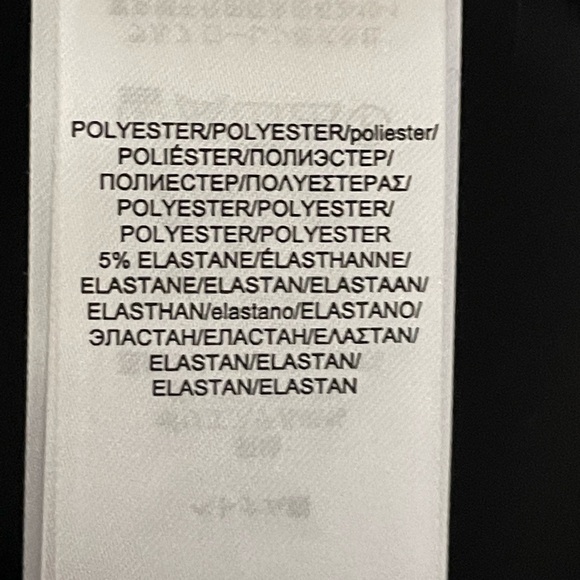 POLYESTER/POLYESTER/poliester/
POLIÉSTER/ПОЛИЭСТЕР/
ПОЛИЕСТЕР/ΠΟΛΥΕΣΤΕΡΑΣ/
POLYESTER/POLYESTER/
POLYESTER/POLYESTER
5% ELASTANE/ÉLASTHANNE/
ELASTANE/ELASTAN/ELASTAAN/
ELASTHAN/elastano/ELASTANO/
ЭЛАСТАН/ЕЛАСТАН/ΕΛΑΣΤΑΝ/
ELASTAN/ELASTAN/
ELASTAN/ELASTAN